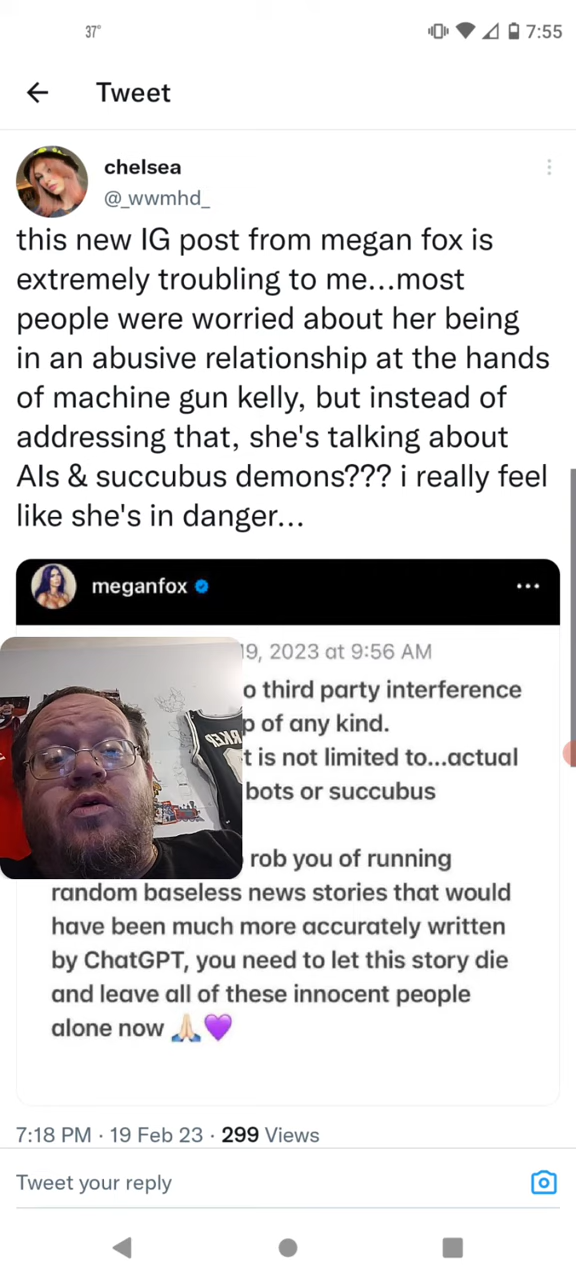 37°
7:55
Tweet
chelsea
@_wwmhd_
this new IG post from megan fox is
extremely troubling to me...most
people were worried about her being
in an abusive relationship at the hands
of machine gun kelly, but instead of
addressing that, she's talking about
AIs & succubus demons??? i really feel
like she's in danger...
meganfox
9, 2023 at 9:56 AM
o third party interference
of any kind.
t is not limited to...actual
bots or succubus
rob you of running
random baseless news stories that would
have been much more accurately written
by ChatGPT, you need to let this story die
and leave all of these innocent people
alone now 🙏🏻💜
7:18 PM · 19 Feb 23 · 299 Views
Tweet your reply